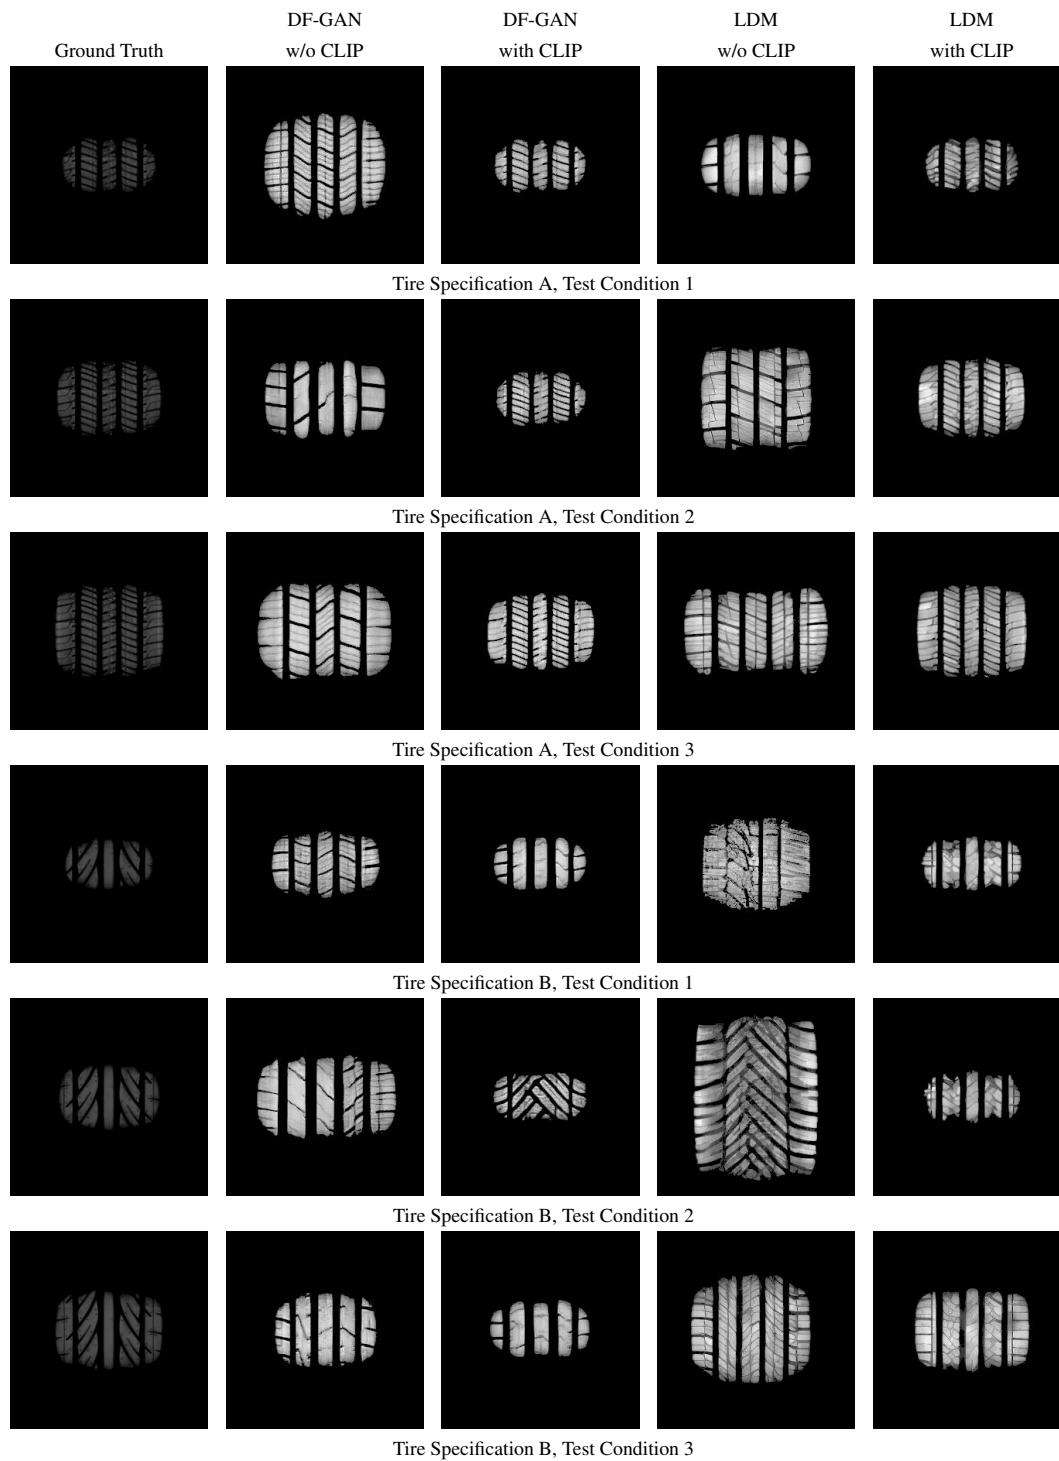 DF-GAN DF-GAN LDM LDM
Ground Truth w/o CLIP with CLIP w/o CLIP with CLIP
Tire Specification A, Test Condition 1
Tire Specification A, Test Condition 2
Tire Specification A, Test Condition 3
Tire Specification B, Test Condition 1
Tire Specification B, Test Condition 2
Tire Specification B, Test Condition 3